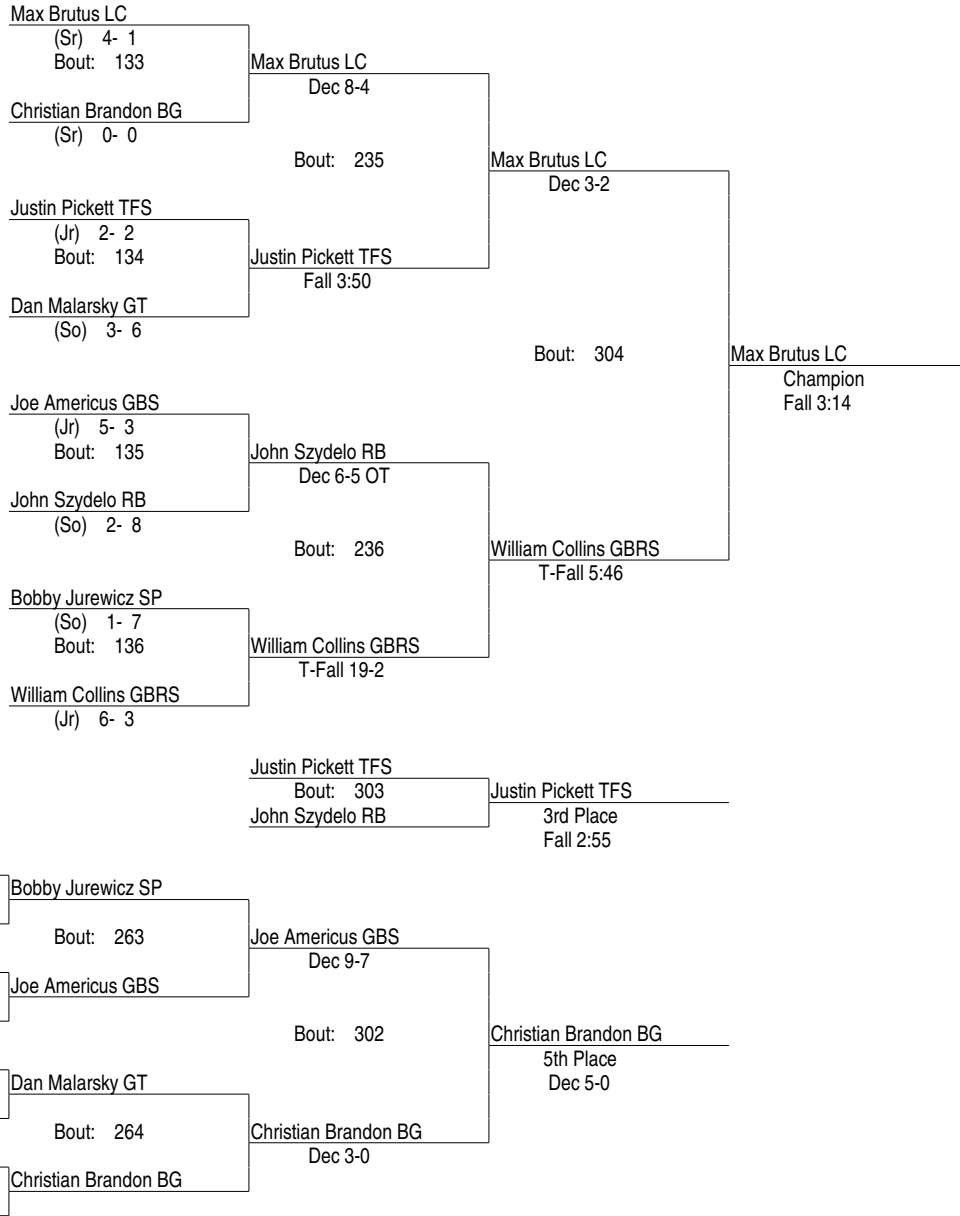 Max Brutus LC
(Sr) 4- 1
Bout: 133
Max Brutus LC
Dec 8-4
Christian Brandon BG
(Sr) 0- 0
Bout: 235
Max Brutus LC
Dec 3-2
Justin Pickett TFS
(Jr) 2- 2
Bout: 134
Justin Pickett TFS
Fall 3:50
Dan Malarsky GT
(So) 3- 6
Bout: 304
Max Brutus LC
Champion
Fall 3:14
Joe Americus GBS
(Jr) 5- 3
Bout: 135
John Szydelo RB
Dec 6-5 OT
John Szydelo RB
(So) 2- 8
Bout: 236
William Collins GBRS
T-Fall 5:46
Bobby Jurewicz SP
(So) 1- 7
Bout: 136
William Collins GBRS
T-Fall 19-2
William Collins GBRS
(Jr) 6- 3
Justin Pickett TFS
Bout: 303
John Szydelo RB
Justin Pickett TFS
3rd Place
Fall 2:55
Bobby Jurewicz SP
Bout: 263
Joe Americus GBS
Dec 9-7
Joe Americus GBS
Bout: 302
Christian Brandon BG
5th Place
Dec 5-0
Dan Malarsky GT
Bout: 264
Christian Brandon BG
Dec 3-0
Christian Brandon BG